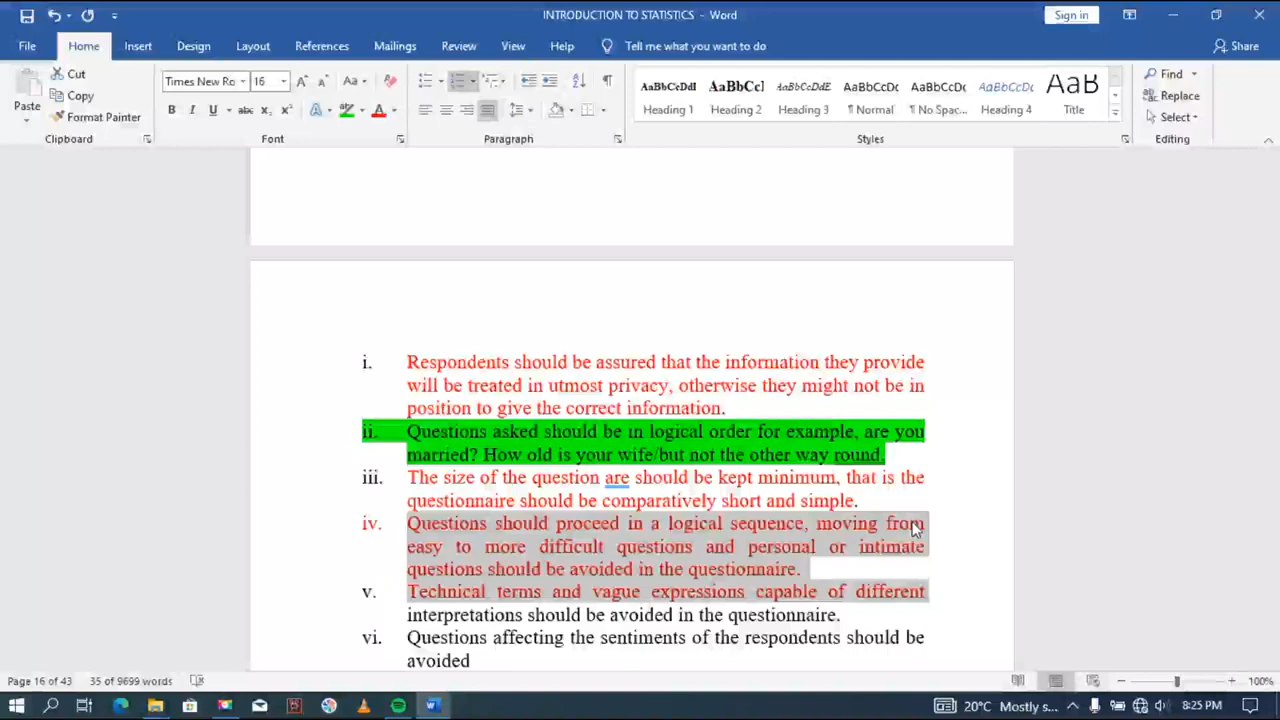 INTRODUCTION TO STATISTICS - Word
Sign in
File Home Insert Design Layout References Mailings Review View Help Tell me what you want to do Share
Paste
Cut
Copy
Format Painter
Clipboard
Times New Ro 16
Font
Paragraph
AaBbCcDdI AaBbCcI AaBbCcDdE AaBbCcDc AaBbCcDc AaBbCcDc AaB
Heading 1 Heading 2 Heading 3 ¶ Normal ¶ No Spac... Heading 4 Title
Styles
Find
Replace
Select
Editing
i. Respondents should be assured that the information they provide
will be treated in utmost privacy, otherwise they might not be in
position to give the correct information.
ii. Questions asked should be in logical order for example, are you
married? How old is your wife/but not the other way round.
iii. The size of the question are should be kept minimum, that is the
questionnaire should be comparatively short and simple.
iv. Questions should proceed in a logical sequence, moving from
easy to more difficult questions and personal or intimate
questions should be avoided in the questionnaire.
v. Technical terms and vague expressions capable of different
interpretations should be avoided in the questionnaire.
vi. Questions affecting the sentiments of the respondents should be
avoided
Page 16 of 43 35 of 9699 words 100%
20°C Mostly s... 8:25 PM